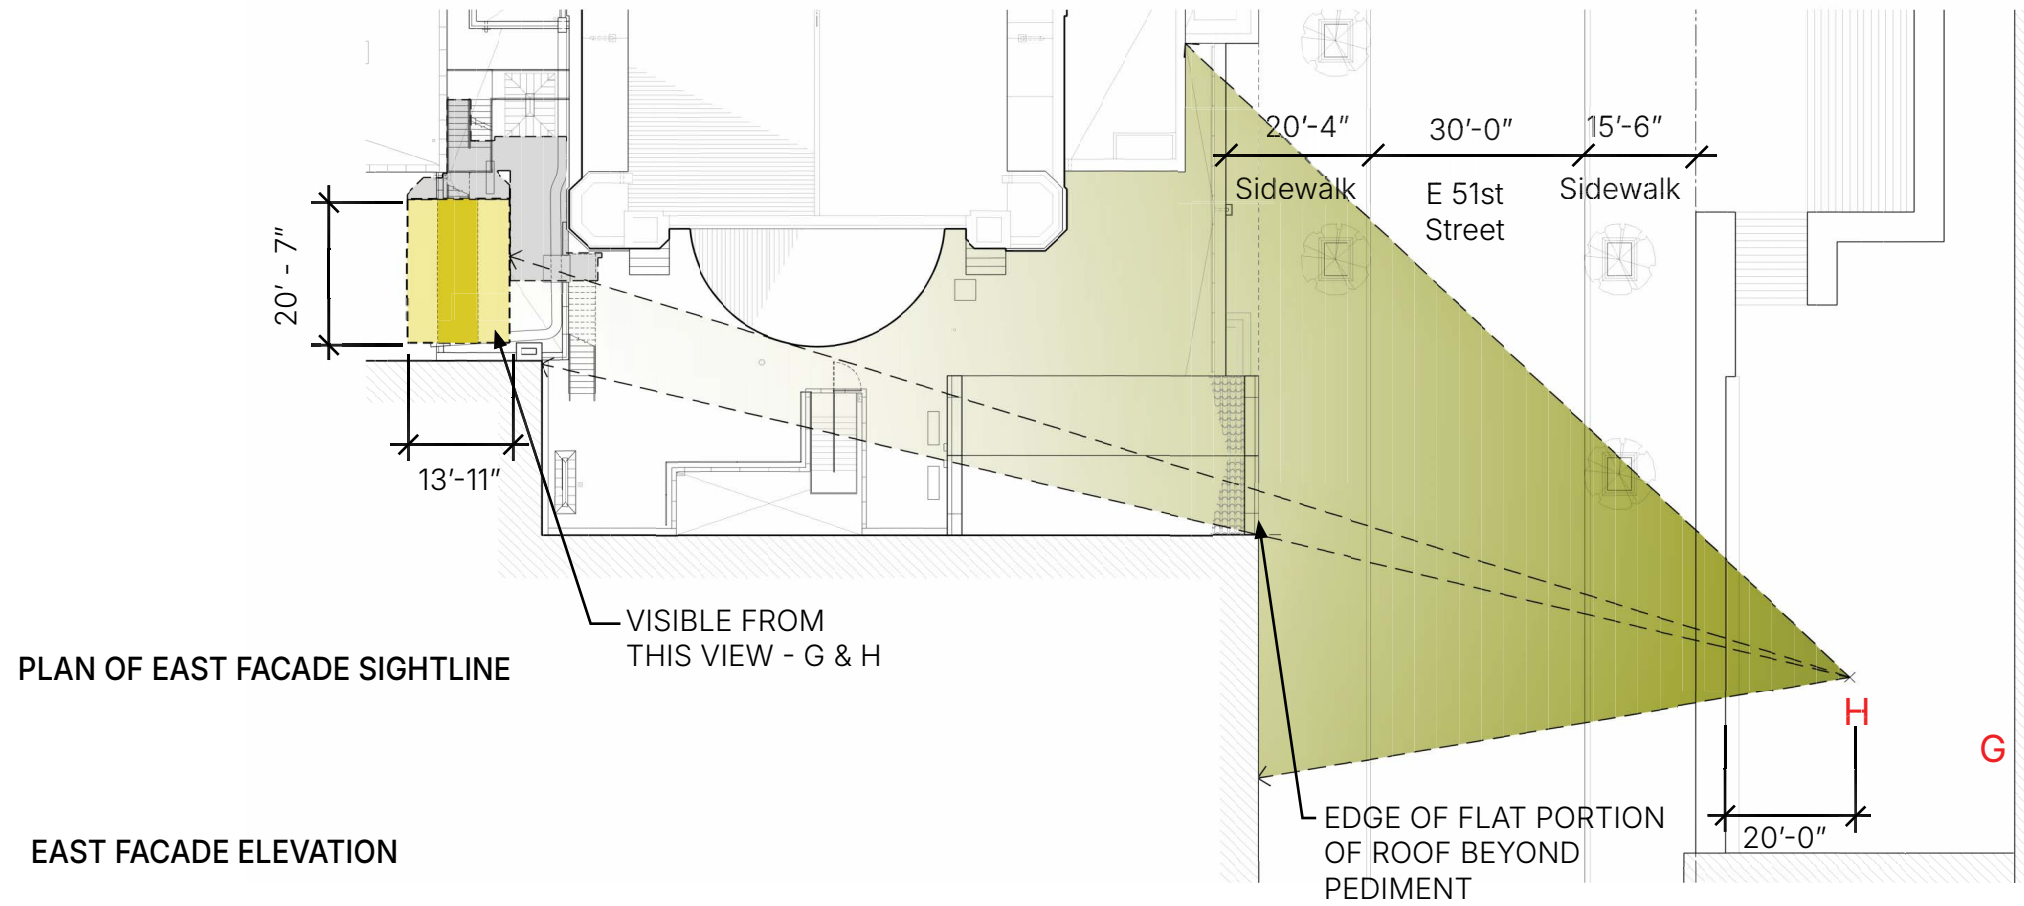 20'-4"
30'-0"
15'-6"
Sidewalk
E 51st
Street
Sidewalk
20' - 7"
13'-11"
VISIBLE FROM
THIS VIEW - G & H
PLAN OF EAST FACADE SIGHTLINE
H
G
EDGE OF FLAT PORTION
OF ROOF BEYOND
PEDIMENT
20'-0"
EAST FACADE ELEVATION